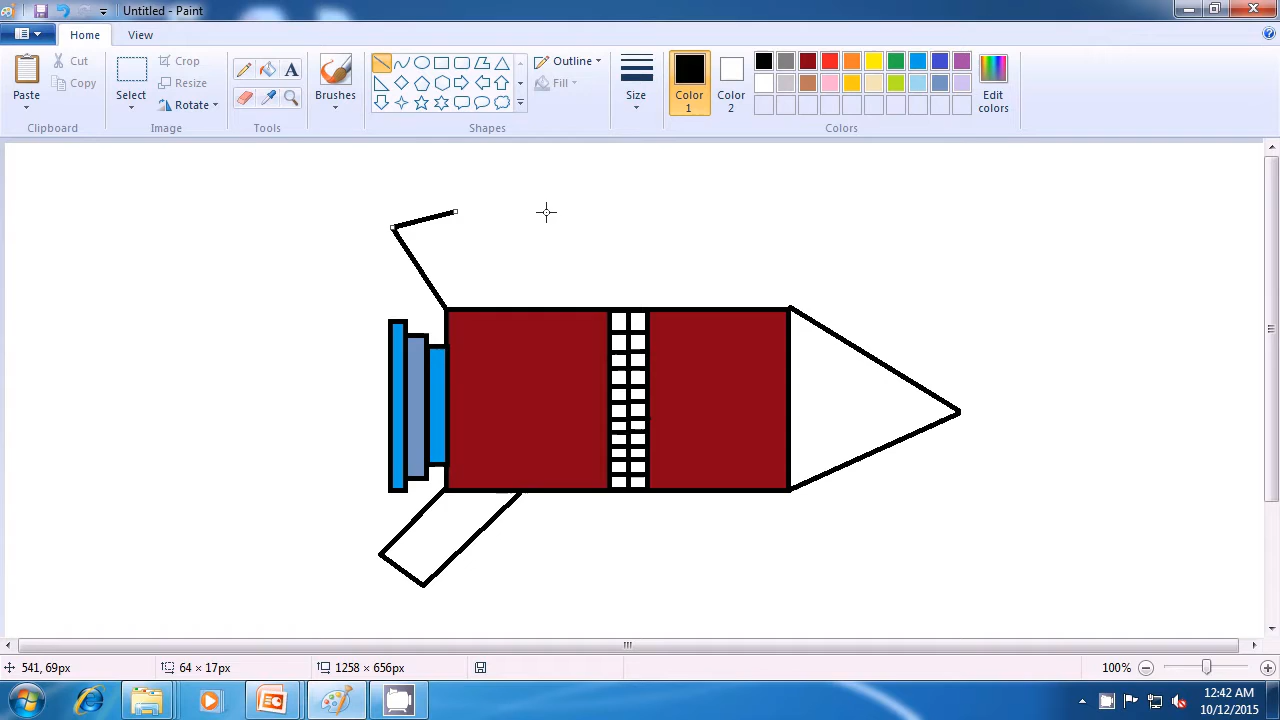 Untitled - Paint
Home View
Paste
Cut
Copy
Clipboard
Select
Crop
Resize
Rotate
Image
A
Tools
Brushes
Outline
Fill
Shapes
Size
Color 1
Color 2
Edit colors
Colors
541, 69px
64 × 17px
1258 × 656px
100%
12:42 AM
10/12/2015